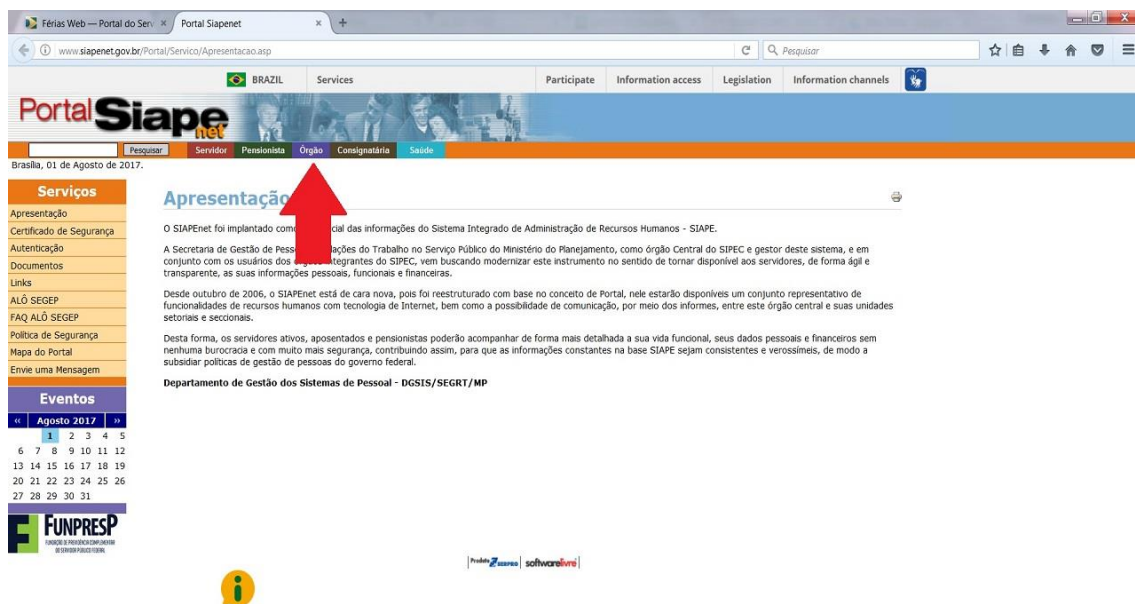 Férias Web — Portal do Serv
Portal Siapenet
www.siapenet.gov.br/Portal/Servico/Apresentacao.asp
Pesquisar
BRAZIL Services Participate Information access Legislation Information channels
Portal Siape
net
Pesquisar Servidor Pensionista Órgão Consignatária Saúde
Brasília, 01 de Agosto de 2017.
Serviços
Apresentação
Certificado de Segurança
Autenticação
Documentos
Links
ALÔ SEGEP
FAQ ALÔ SEGEP
Política de Segurança
Mapa do Portal
Envie uma Mensagem
Eventos
« Agosto 2017 »
1 2 3 4 5
6 7 8 9 10 11 12
13 14 15 16 17 18 19
20 21 22 23 24 25 26
27 28 29 30 31
FUNPRESP
FUNDAÇÃO DE PREVIDÊNCIA COMPLEMENTAR
DO SERVIDOR PÚBLICO FEDERAL
Apresentação
O SIAPEnet foi implantado como cial das informações do Sistema Integrado de Administração de Recursos Humanos - SIAPE.
A Secretaria de Gestão de Pess lações do Trabalho no Serviço Público do Ministério do Planejamento, como órgão Central do SIPEC e gestor deste sistema, e em
conjunto com os usuários dos órgãos integrantes do SIPEC, vem buscando modernizar este instrumento no sentido de tornar disponível aos servidores, de forma ágil e
transparente, as suas informações pessoais, funcionais e financeiras.
Desde outubro de 2006, o SIAPEnet está de cara nova, pois foi reestruturado com base no conceito de Portal, nele estarão disponíveis um conjunto representativo de
funcionalidades de recursos humanos com tecnologia de Internet, bem como a possibilidade de comunicação, por meio dos informes, entre este órgão central e suas unidades
setoriais e seccionais.
Desta forma, os servidores ativos, aposentados e pensionistas poderão acompanhar de forma mais detalhada a sua vida funcional, seus dados pessoais e financeiros sem
nenhuma burocracia e com muito mais segurança, contribuindo assim, para que as informações constantes na base SIAPE sejam consistentes e verossímeis, de modo a
subsidiar políticas de gestão de pessoas do governo federal.
Departamento de Gestão dos Sistemas de Pessoal - DGSIS/SEGRT/MP
Produto SERPRO softwarelivre
i